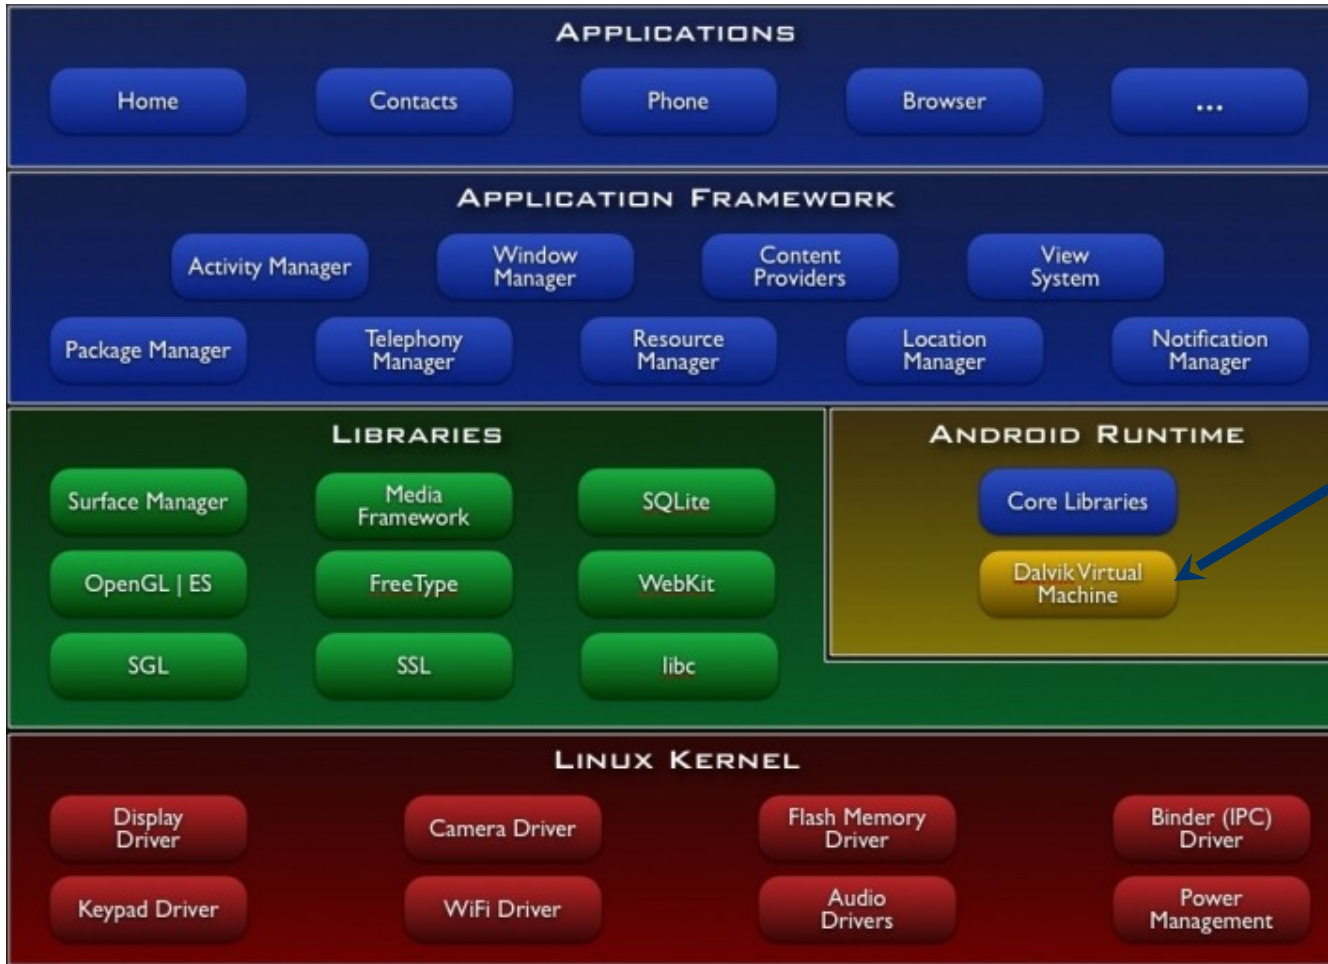 APPLICATIONS
Home
Contacts
Phone
Browser
...
APPLICATION FRAMEWORK
Activity Manager
Window
Manager
Content
Providers
View
System
Package Manager
Telephony
Manager
Resource
Manager
Location
Manager
Notification
Manager
LIBRARIES
Surface Manager
Media
Framework
SQLite
OpenGL | ES
FreeType
WebKit
SGL
SSL
libc
ANDROID RUNTIME
Core Libraries
Dalvik Virtual
Machine
LINUX KERNEL
Display
Driver
Camera Driver
Flash Memory
Driver
Binder (IPC)
Driver
Keypad Driver
WiFi Driver
Audio
Drivers
Power
Management